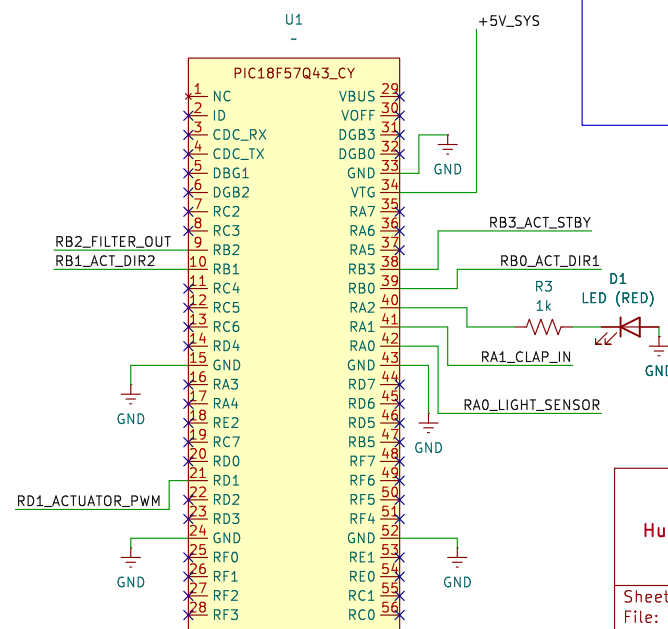 U1
~
+5V_SYS
PIC18F57Q43_CY
1 NC VBUS 29
2 ID VOFF 30
3 CDC_RX DGB3 31
4 CDC_TX DGB0 32
5 DBG1 GND 33
GND
6 DGB2 VTG 34
7 RC2 RA7 35
8 RC3 RA6 36
RB3_ACT_STBY
RB2_FILTER_OUT 9 RB2 RA5 37
RB1_ACT_DIR2 10 RB1 RB3 38
RB0_ACT_DIR1
11 RC4 RB0 39
R3 D1
1k LED (RED)
12 RC5 RA2 40
13 RC6 RA1 41
14 RD4 RA0 42
RA1_CLAP_IN
15 GND GND 43
GND
16 RA3 RD7 44
17 RA4 RD6 45
RA0_LIGHT_SENSOR
GND
18 RE2 RD5 46
19 RC7 RB5 47
GND
20 RD0 RF7 48
21 RD1 RF6 49
RD1_ACTUATOR_PWM
22 RD2 RF5 50
23 RD3 RF4 51
24 GND GND 52
Hu
25 RF0 RE1 53
26 RF1 RE0 54
GND
GND
27 RF2 RC1 55
Sheet
28 RF3 RC0 56
File: